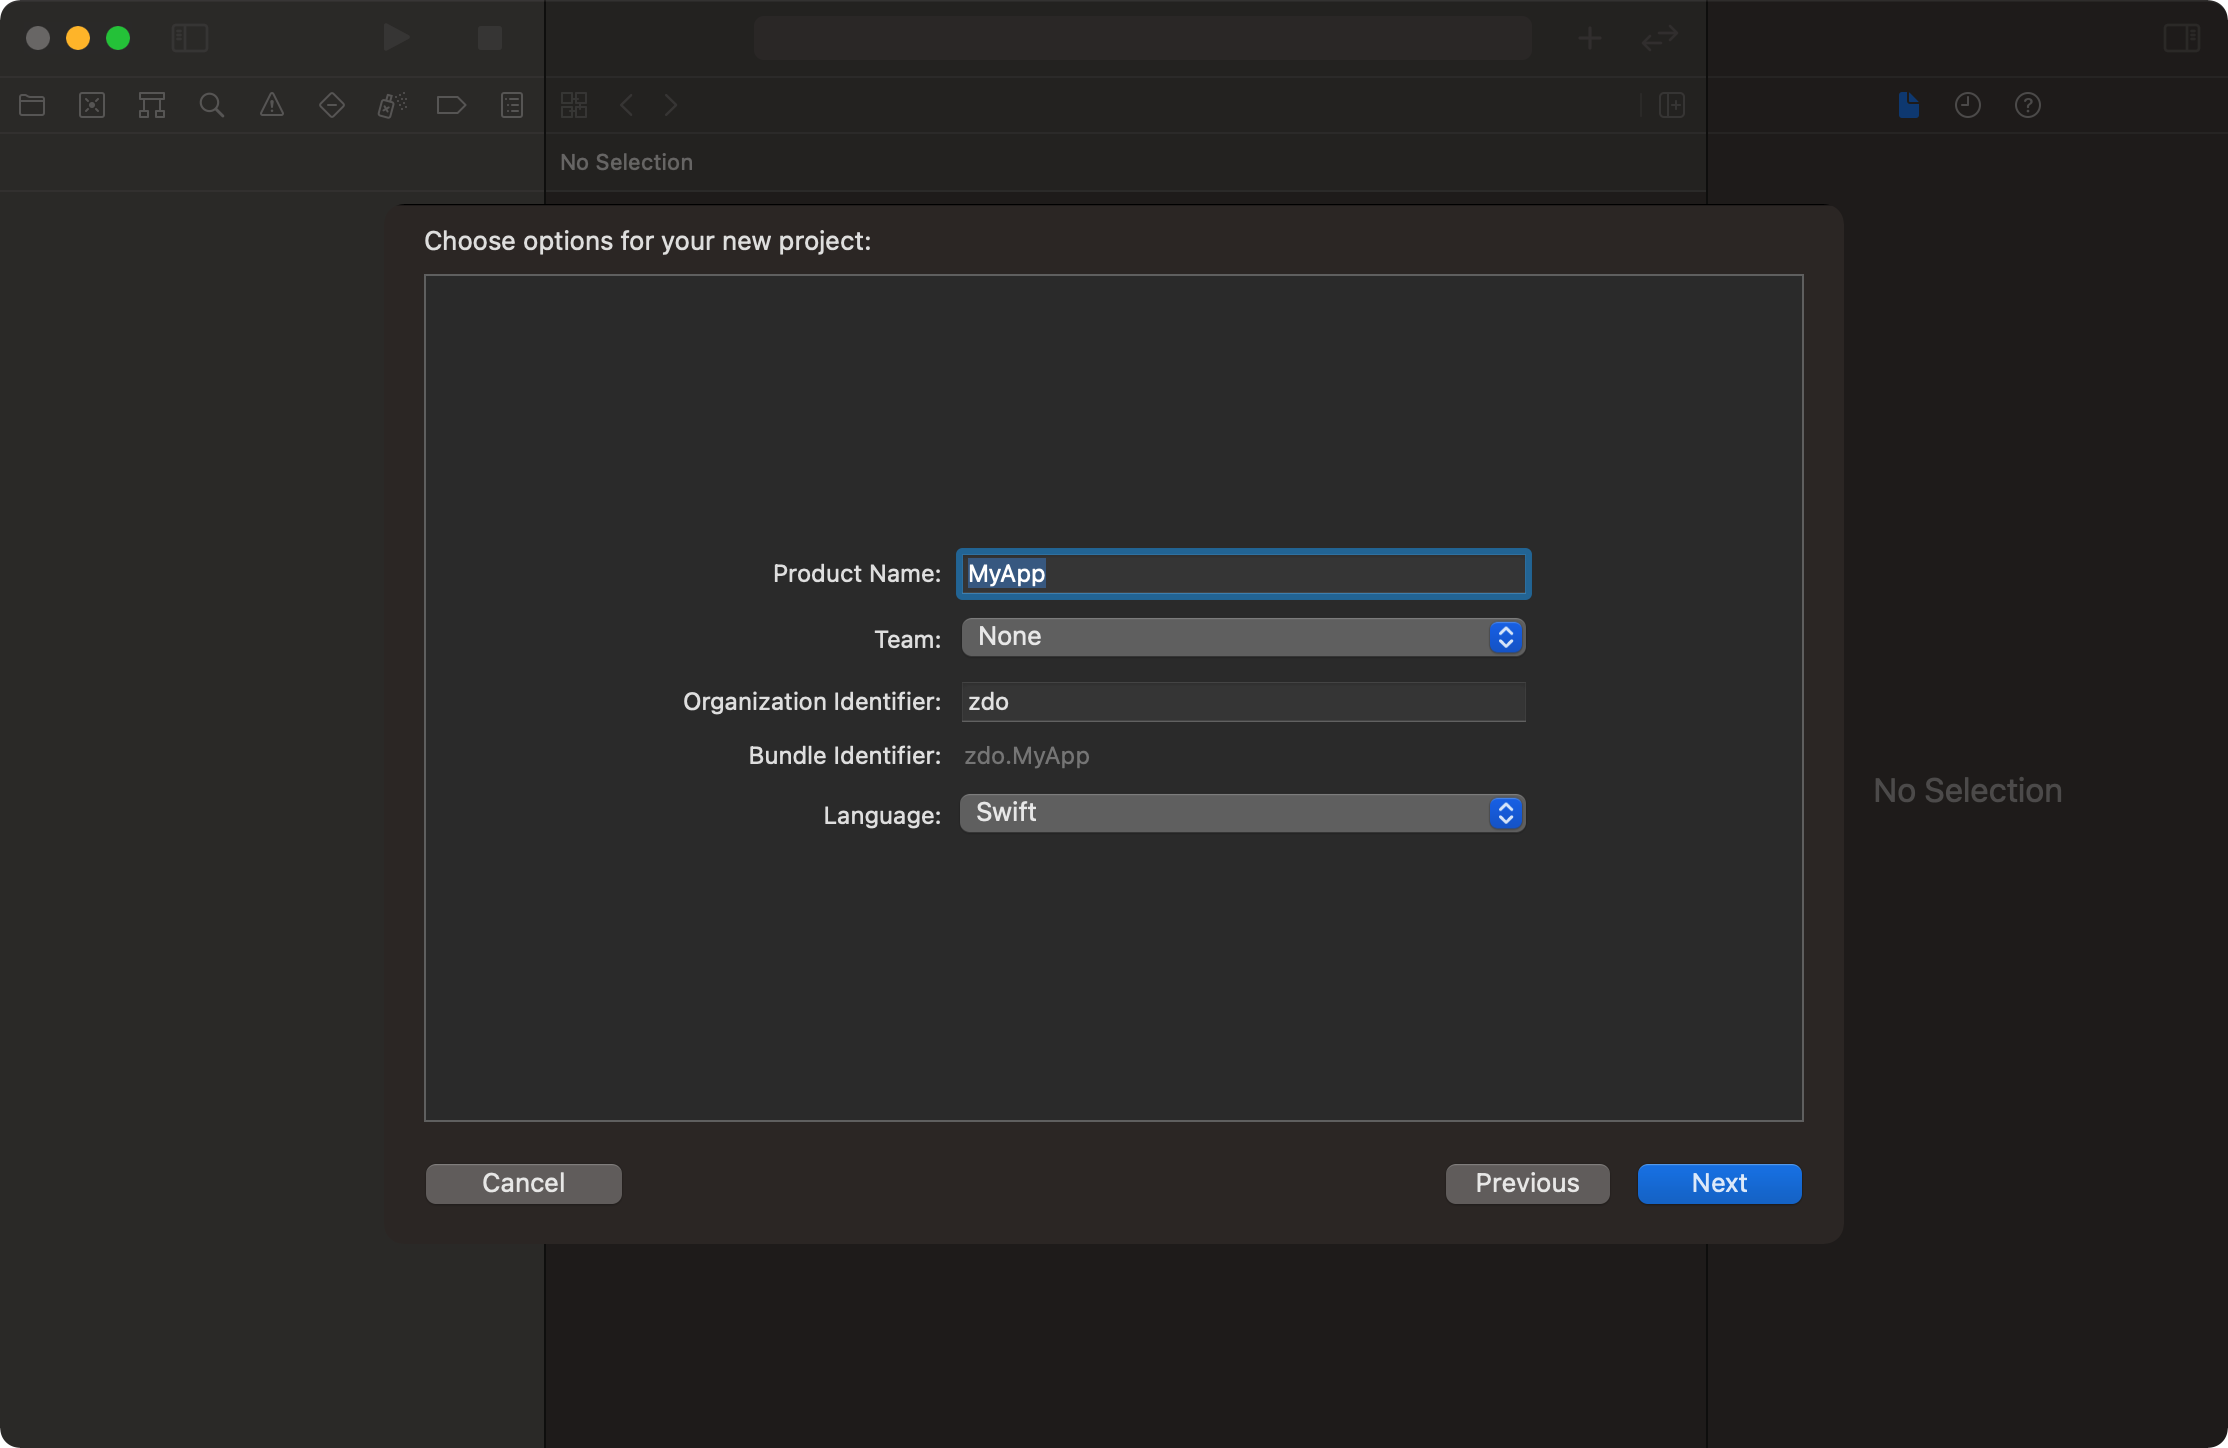 No Selection
Choose options for your new project:
Product Name: MyApp
Team: None
Organization Identifier: zdo
Bundle Identifier: zdo.MyApp
Language: Swift
No Selection
Cancel Previous Next